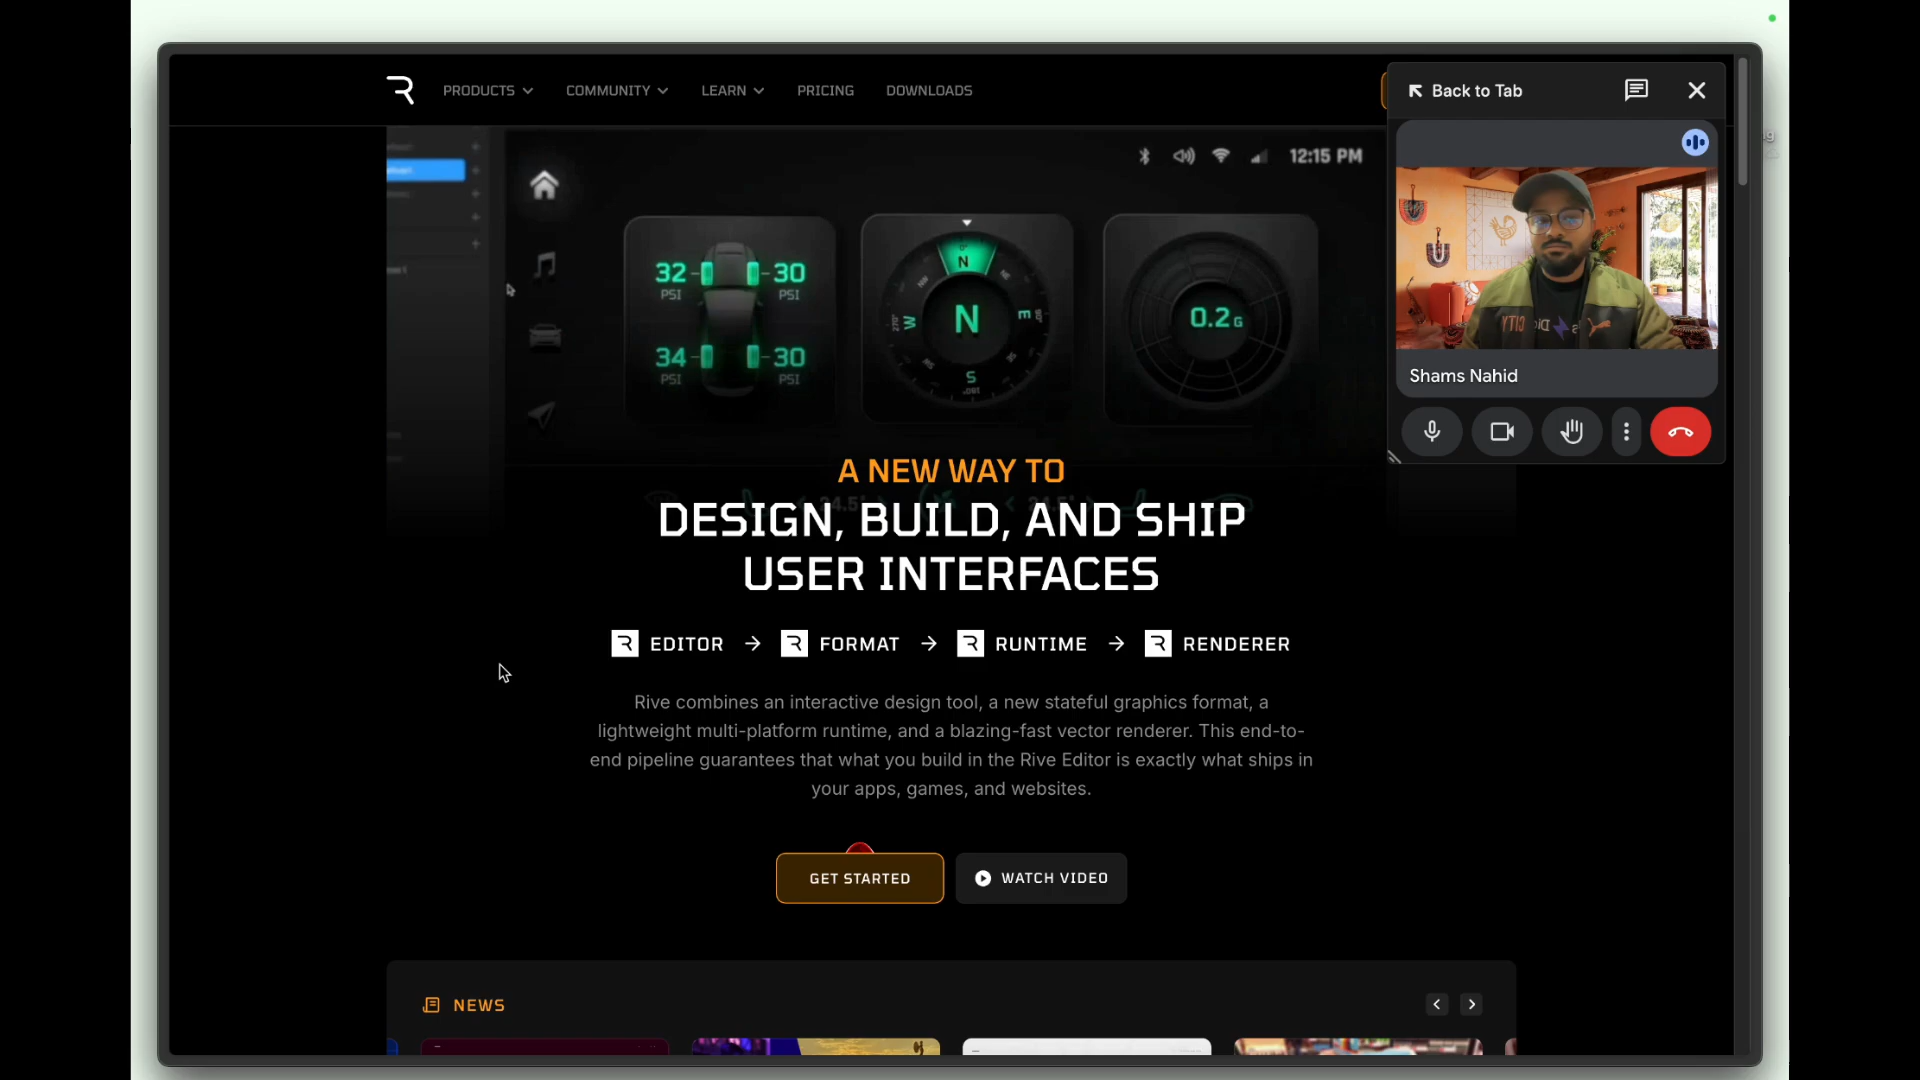 PRODUCTS
COMMUNITY
LEARN
PRICING
DOWNLOADS
Back to Tab
12:15 PM
32
PSI
30
PSI
34
PSI
30
PSI
N
N
W
E
S
0.2 G
Shams Nahid
A NEW WAY TO
DESIGN, BUILD, AND SHIP
USER INTERFACES
EDITOR → FORMAT → RUNTIME → RENDERER
Rive combines an interactive design tool, a new stateful graphics format, a
lightweight multi-platform runtime, and a blazing-fast vector renderer. This end-to-
end pipeline guarantees that what you build in the Rive Editor is exactly what ships in
your apps, games, and websites.
GET STARTED
WATCH VIDEO
NEWS